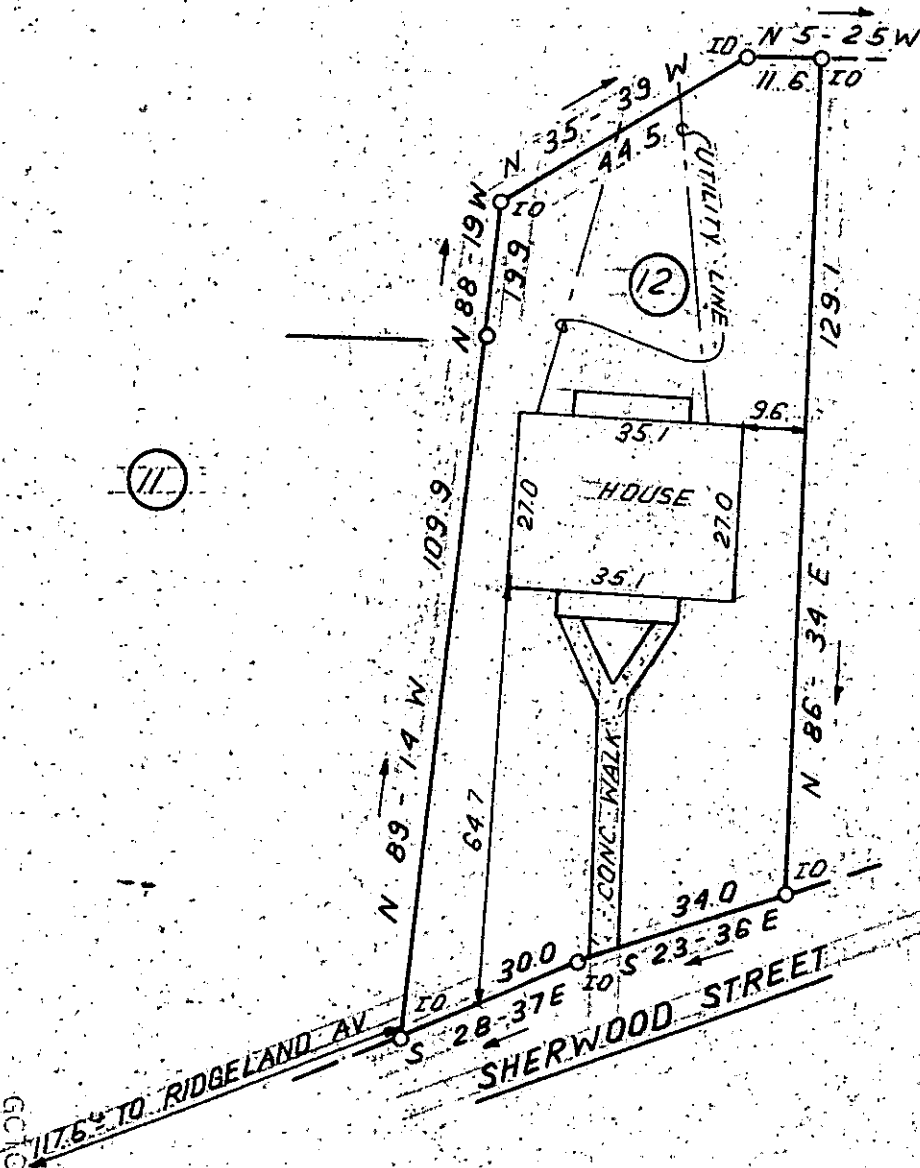 N 5-25 W
IO
11.6
IO
N 35-39 W
44.5
UTILITY LINE
IO
N 88-19 W
19.9
12
129.1
9.6
35.1
11
HOUSE
27.0
27.0
109.9
35.1
N 86-34 E
N 89-14 W
64.7
CONC. WALK
IO
34.0
S 23-36 E
30.0
IO
S 28-37 E
IO
SHERWOOD STREET
117.6± TO RIDGELAND AV